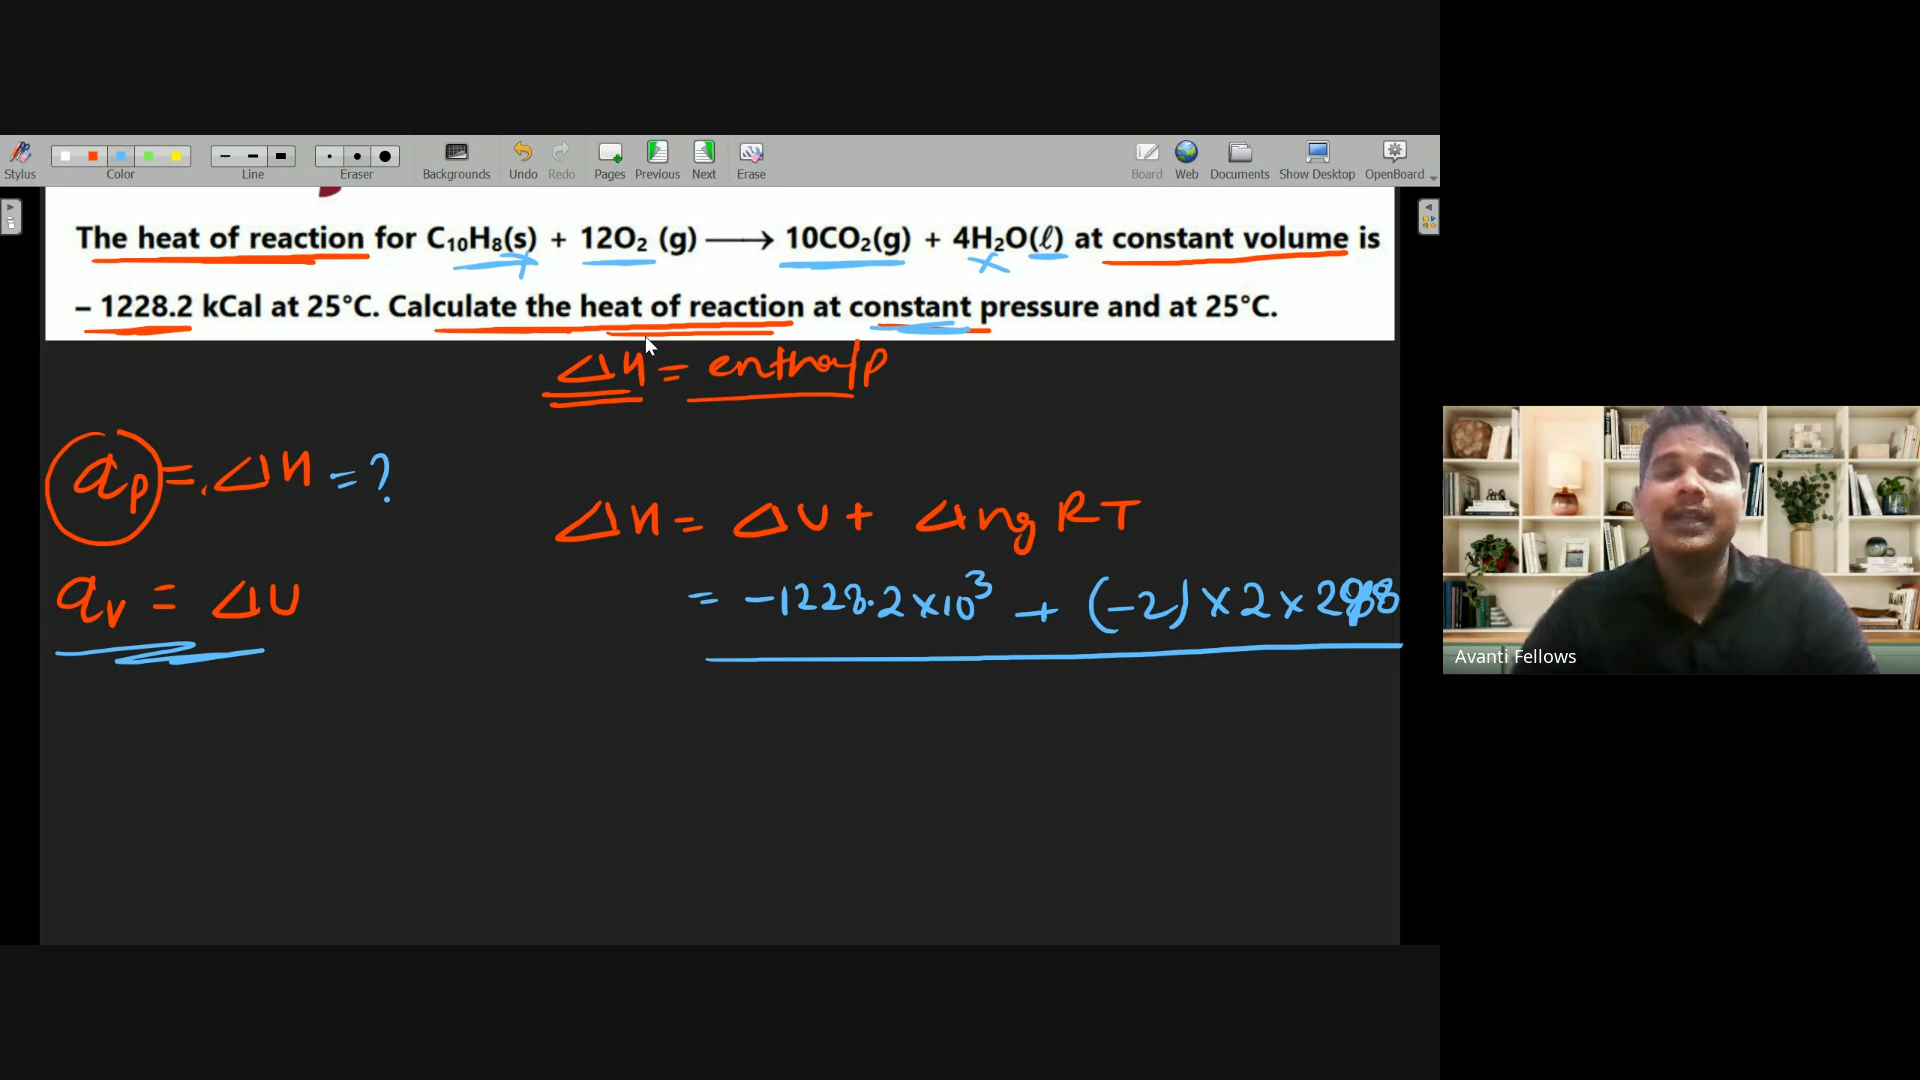 Stylus Color Line Eraser Backgrounds Undo Redo Pages Previous Next Erase Board Web Documents Show Desktop OpenBoard
The heat of reaction for C₁₀H₈(s) + 12O₂ (g) ⟶ 10CO₂(g) + 4H₂O(ℓ) at constant volume is
– 1228.2 kCal at 25°C. Calculate the heat of reaction at constant pressure and at 25°C.
ΔH = enthalp
qp = ΔH = ?
ΔH = ΔU + Δng RT
qv = ΔU
= -1228.2×10³ + (-2) × 2 × 298
Avanti Fellows